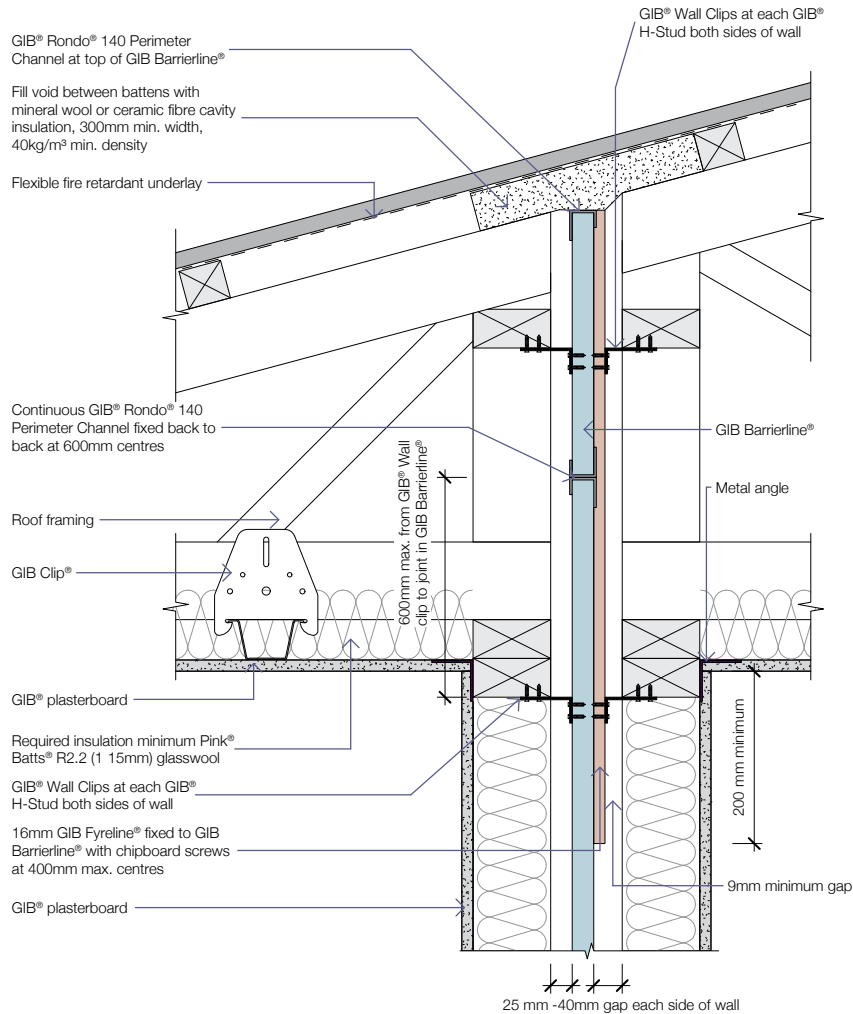 GIB® Wall Clips at each GIB®
H-Stud both sides of wall
GIB® Rondo® 140 Perimeter
Channel at top of GIB Barrierline®
Fill void between battens with
mineral wool or ceramic fibre cavity
insulation, 300mm min. width,
40kg/m³ min. density
Flexible fire retardant underlay
Continuous GIB® Rondo® 140
Perimeter Channel fixed back to
back at 600mm centres
GIB Barrierline®
600mm max. from GIB® Wall
clip to joint in GIB Barrierline®
Metal angle
Roof framing
GIB Clip®
GIB® plasterboard
Required insulation minimum Pink®
Batts® R2.2 (1 15mm) glasswool
GIB® Wall Clips at each GIB®
H-Stud both sides of wall
200 mm minimum
16mm GIB Fyreline® fixed to GIB
Barrierline® with chipboard screws
at 400mm max. centres
9mm minimum gap
GIB® plasterboard
25 mm -40mm gap each side of wall